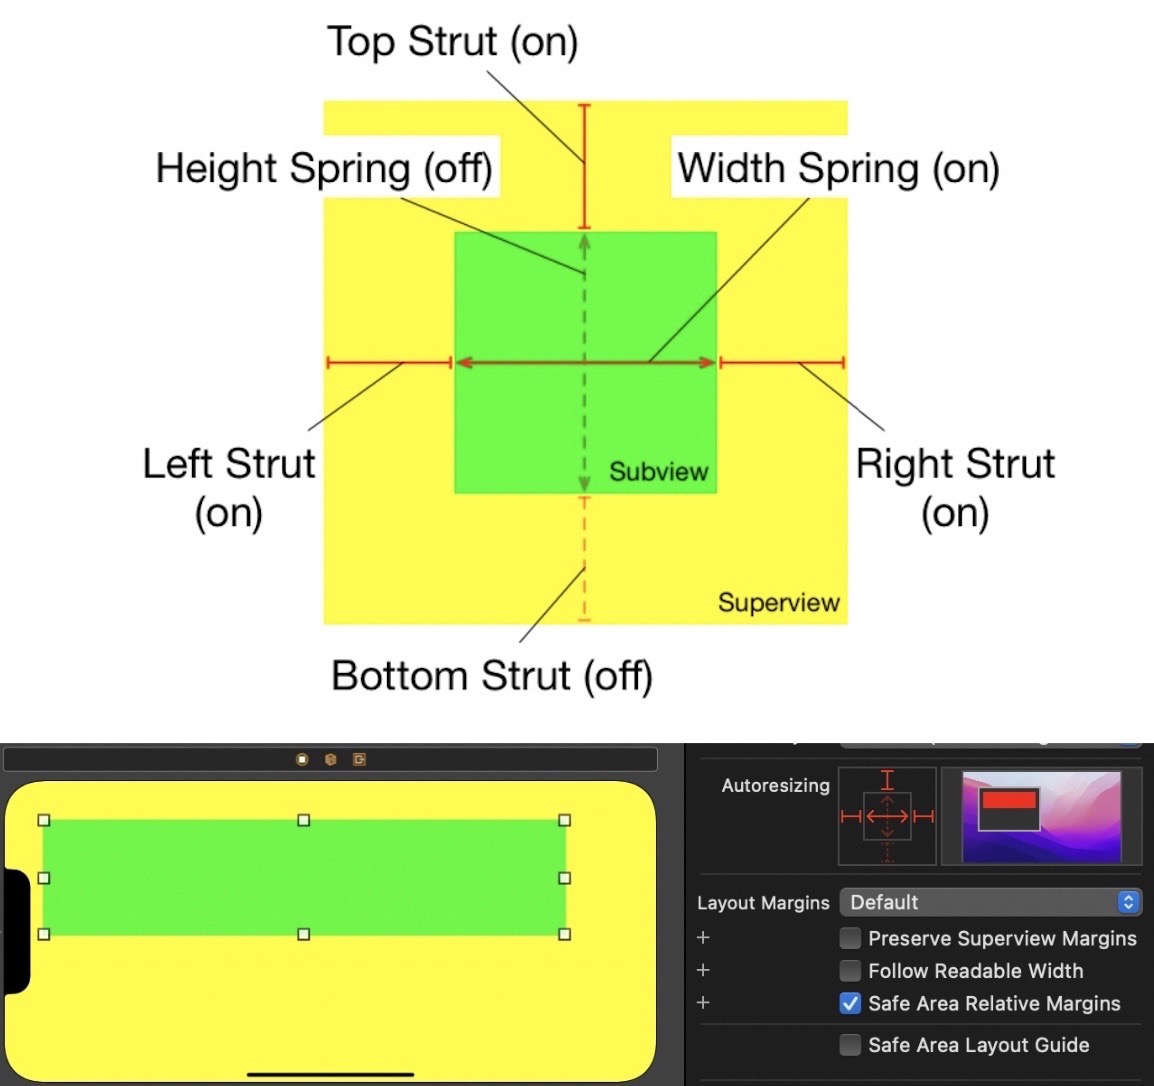 Top Strut (on)
Height Spring (off)
Width Spring (on)
Subview
Left Strut
(on)
Right Strut
(on)
Superview
Bottom Strut (off)
Autoresizing
Layout Margins Default
+ Preserve Superview Margins
+ Follow Readable Width
+ Safe Area Relative Margins
Safe Area Layout Guide